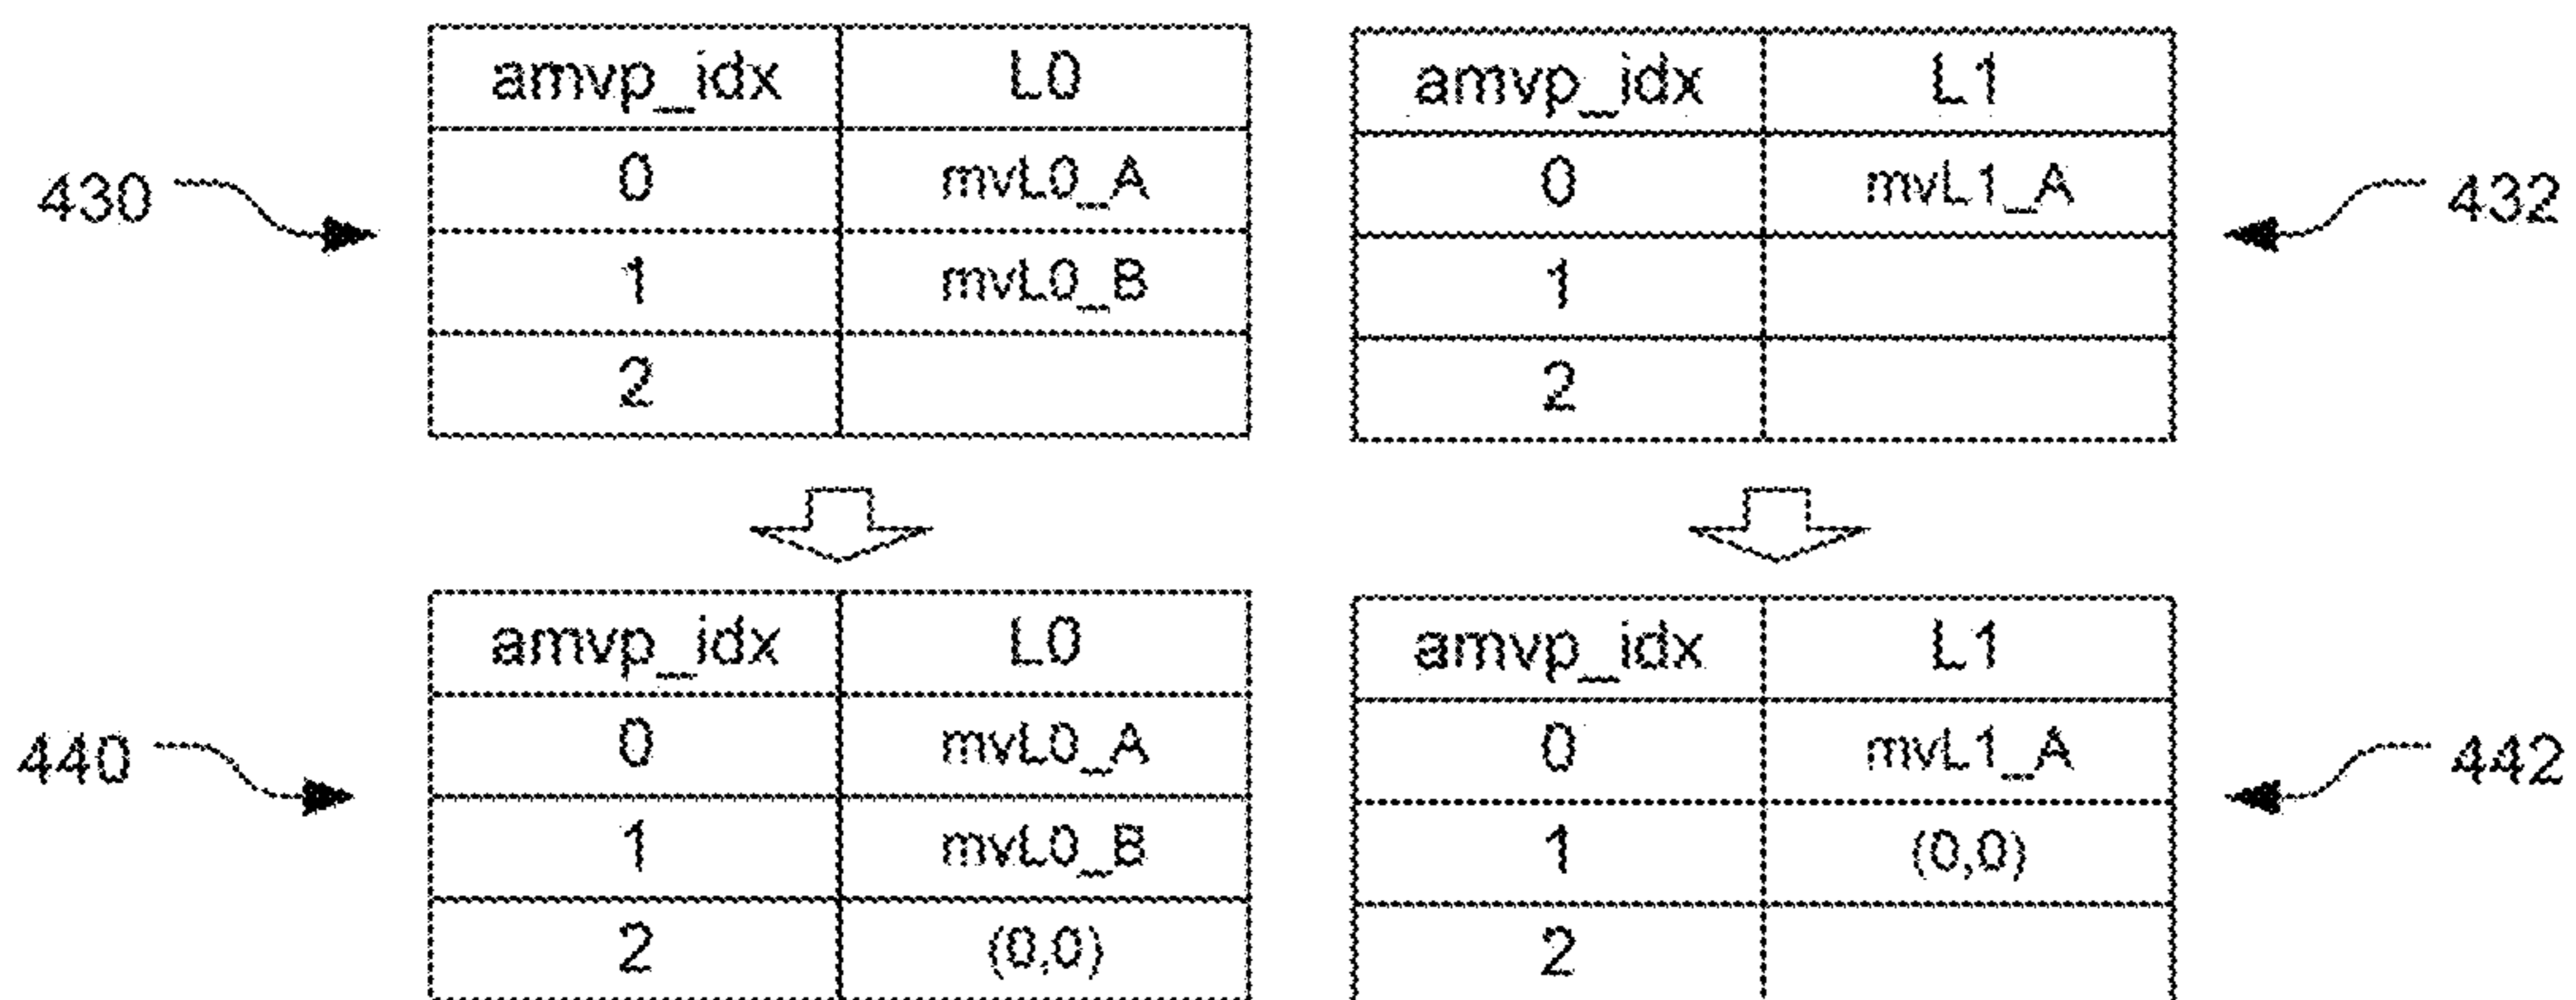 amvp_idx L0 amvp_idx L1
430 0 mvL0_A 0 mvL1_A 432
1 mvL0_B 1
2 2
amvp_idx L0 amvp_idx L1
440 0 mvL0_A 0 mvL1_A 442
1 mvL0_B 1 (0,0)
2 (0,0) 2